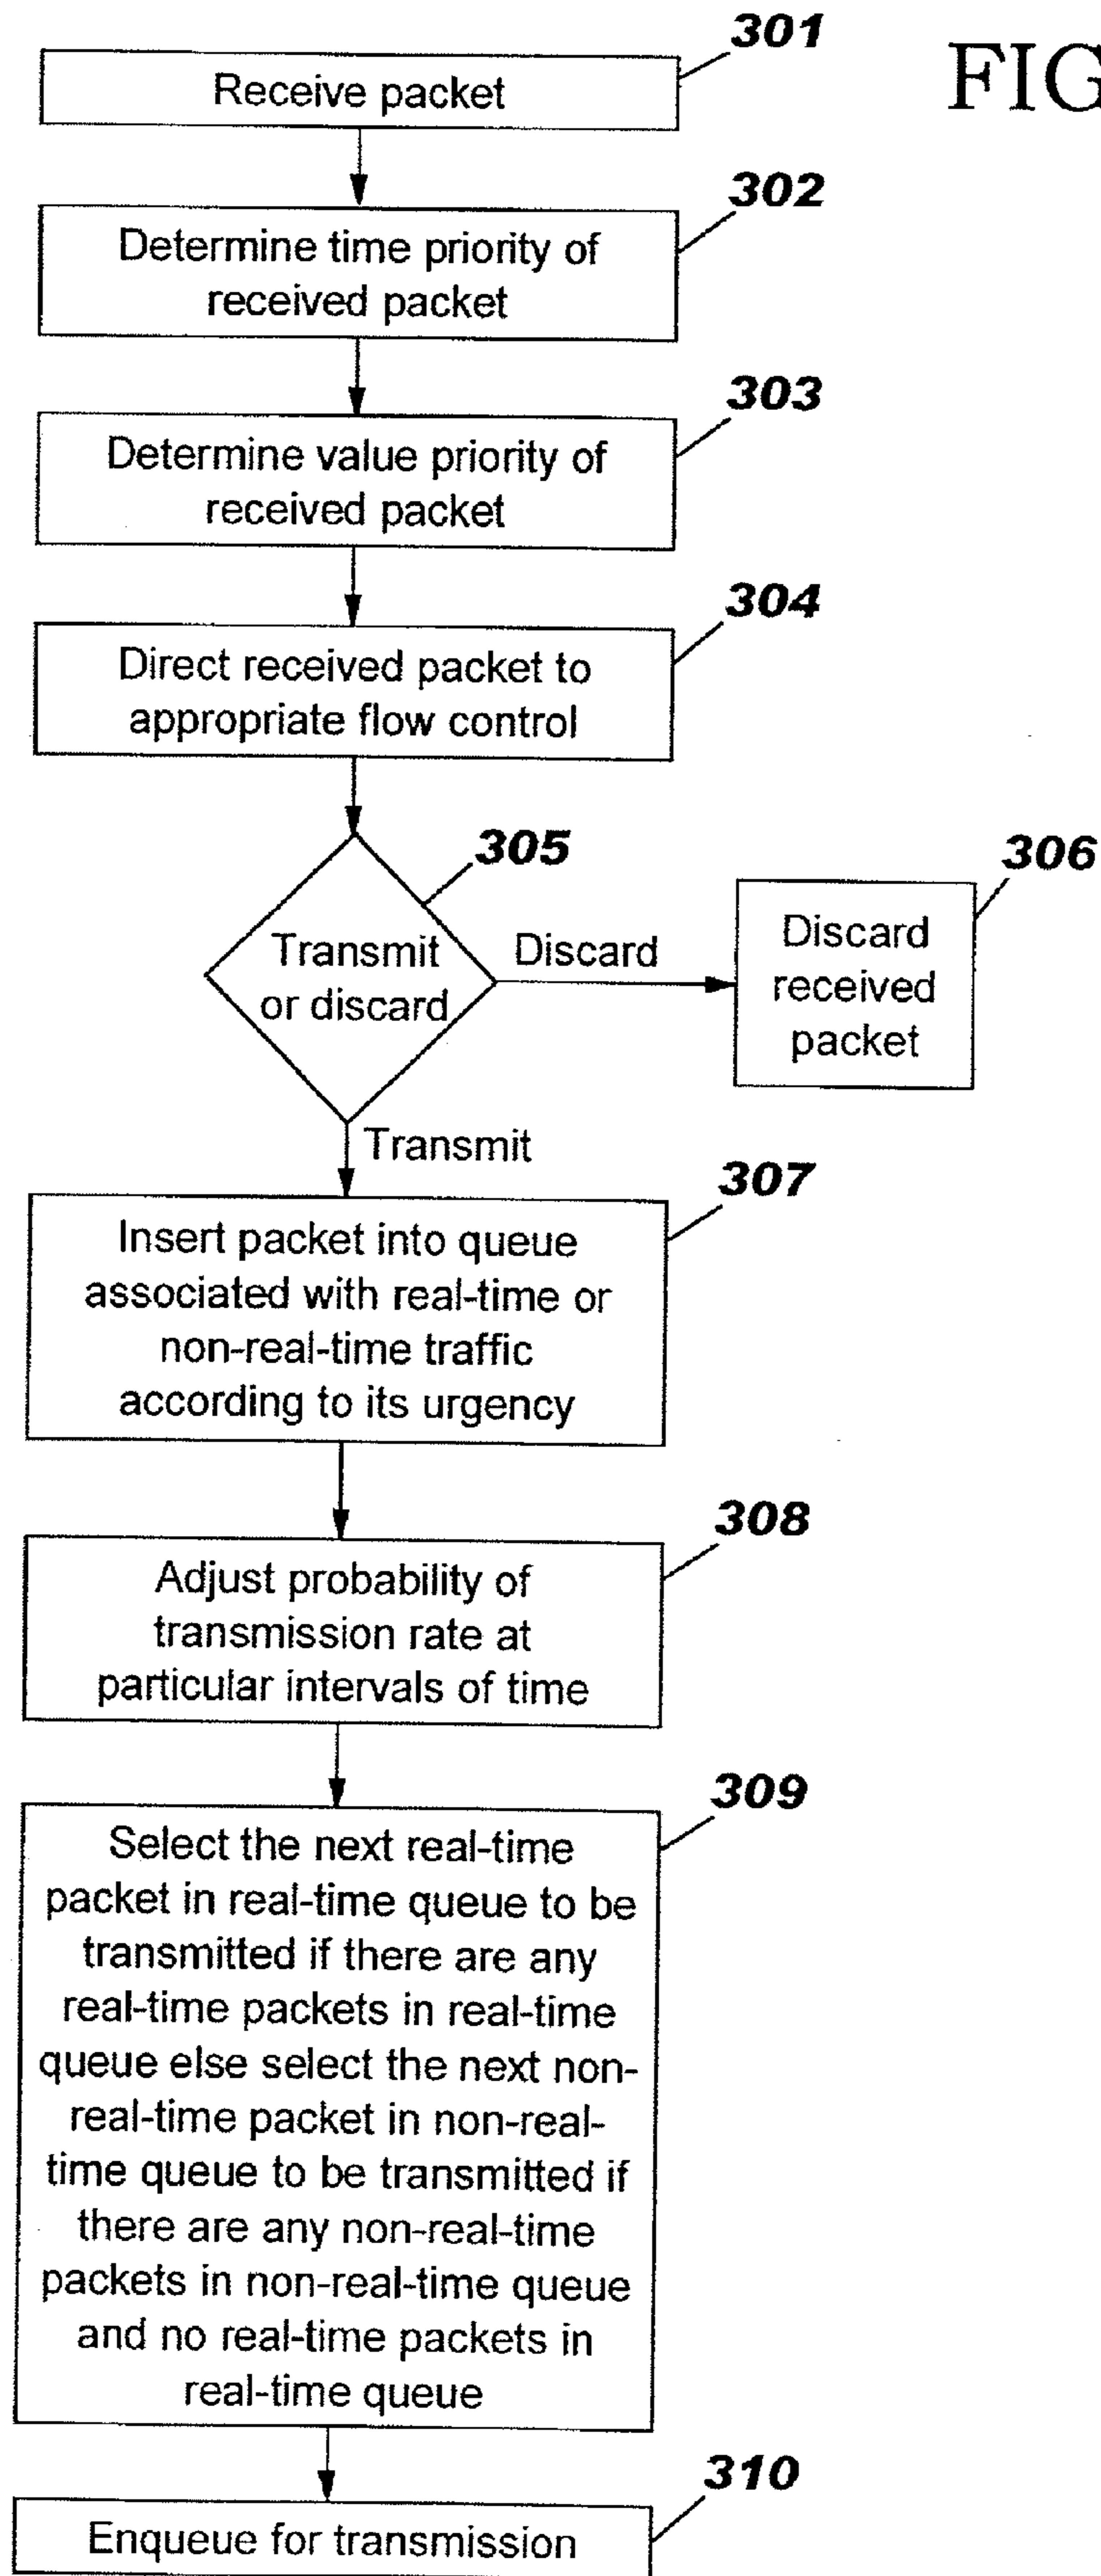 301
FIG
Receive packet
302
Determine time priority of
received packet
303
Determine value priority of
received packet
304
Direct received packet to
appropriate flow control
305
306
Transmit
or discard
Discard
Discard
received
packet
Transmit
307
Insert packet into queue
associated with real-time or
non-real-time traffic
according to its urgency
308
Adjust probability of
transmission rate at
particular intervals of time
309
Select the next real-time
packet in real-time queue to be
transmitted if there are any
real-time packets in real-time
queue else select the next non-
real-time packet in non-real-
time queue to be transmitted if
there are any non-real-time
packets in non-real-time queue
and no real-time packets in
real-time queue
310
Enqueue for transmission